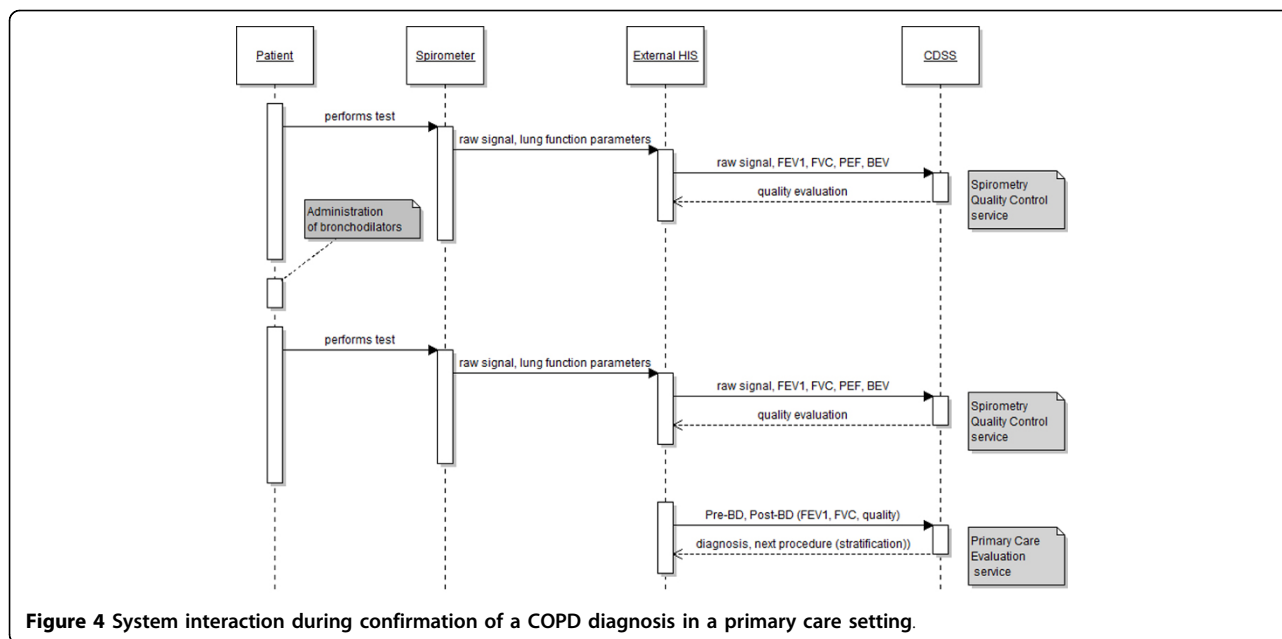 Patient
Spirometer
External HIS
CDSS
performs test
raw signal, lung function parameters
raw signal, FEV1, FVC, PEF, BEV
quality evaluation
Spirometry
Quality Control
service
Administration
of bronchodilators
performs test
raw signal, lung function parameters
raw signal, FEV1, FVC, PEF, BEV
quality evaluation
Spirometry
Quality Control
service
Pre-BD, Post-BD (FEV1, FVC, quality)
diagnosis, next procedure (stratification))
Primary Care
Evaluation
service
Figure 4 System interaction during confirmation of a COPD diagnosis in a primary care setting.